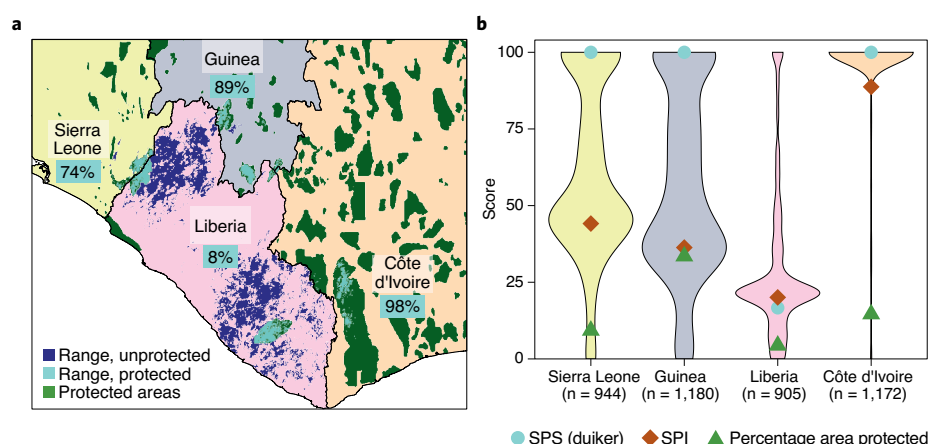 a
Guinea
89%
Sierra
Leone
74%
Liberia
8%
Côte
d'Ivoire
98%
Range, unprotected
Range, protected
Protected areas
b
100
75
50
25
0
Score
Sierra Leone
(n = 944)
Guinea
(n = 1,180)
Liberia
(n = 905)
Côte d'Ivoire
(n = 1,172)
SPS (duiker)
SPI
Percentage area protected